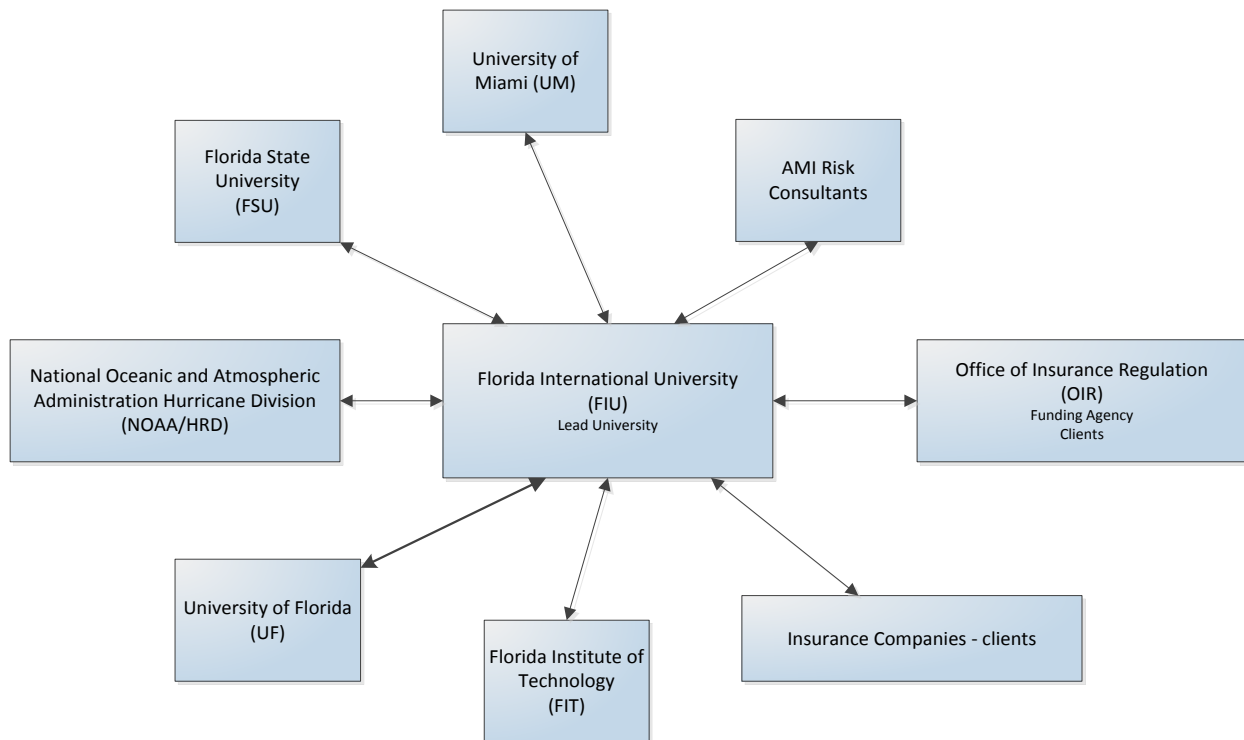 University of
Miami (UM)
Florida State
University
(FSU)
AMI Risk
Consultants
National Oceanic and Atmospheric
Administration Hurricane Division
(NOAA/HRD)
Florida International University
(FIU)
Lead University
Office of Insurance Regulation
(OIR)
Funding Agency
Clients
University of Florida
(UF)
Florida Institute of
Technology
(FIT)
Insurance Companies - clients